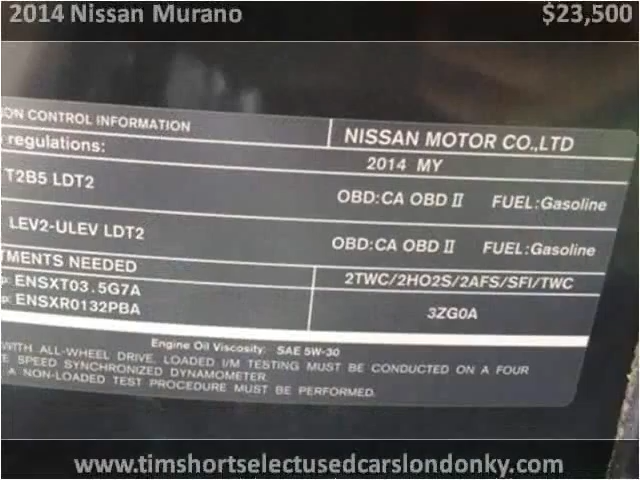 2014 Nissan Murano $23,500
ION CONTROL INFORMATION
regulations:
NISSAN MOTOR CO.,LTD
2014 MY
T2B5 LDT2
OBD:CA OBD II FUEL:Gasoline
LEV2-ULEV LDT2
OBD:CA OBD II FUEL:Gasoline
TMENTS NEEDED
2TWC/2HO2S/2AFS/SFI/TWC
p: ENSXT03.5G7A
p: ENSXR0132PBA
3ZG0A
Engine Oil Viscosity: SAE 5W-30
WITH ALL-WHEEL DRIVE. LOADED I/M TESTING MUST BE CONDUCTED ON A FOUR
E SPEED SYNCHRONIZED DYNAMOMETER.
A NON-LOADED TEST PROCEDURE MUST BE PERFORMED.
www.timshortselectusedcarslondonky.com